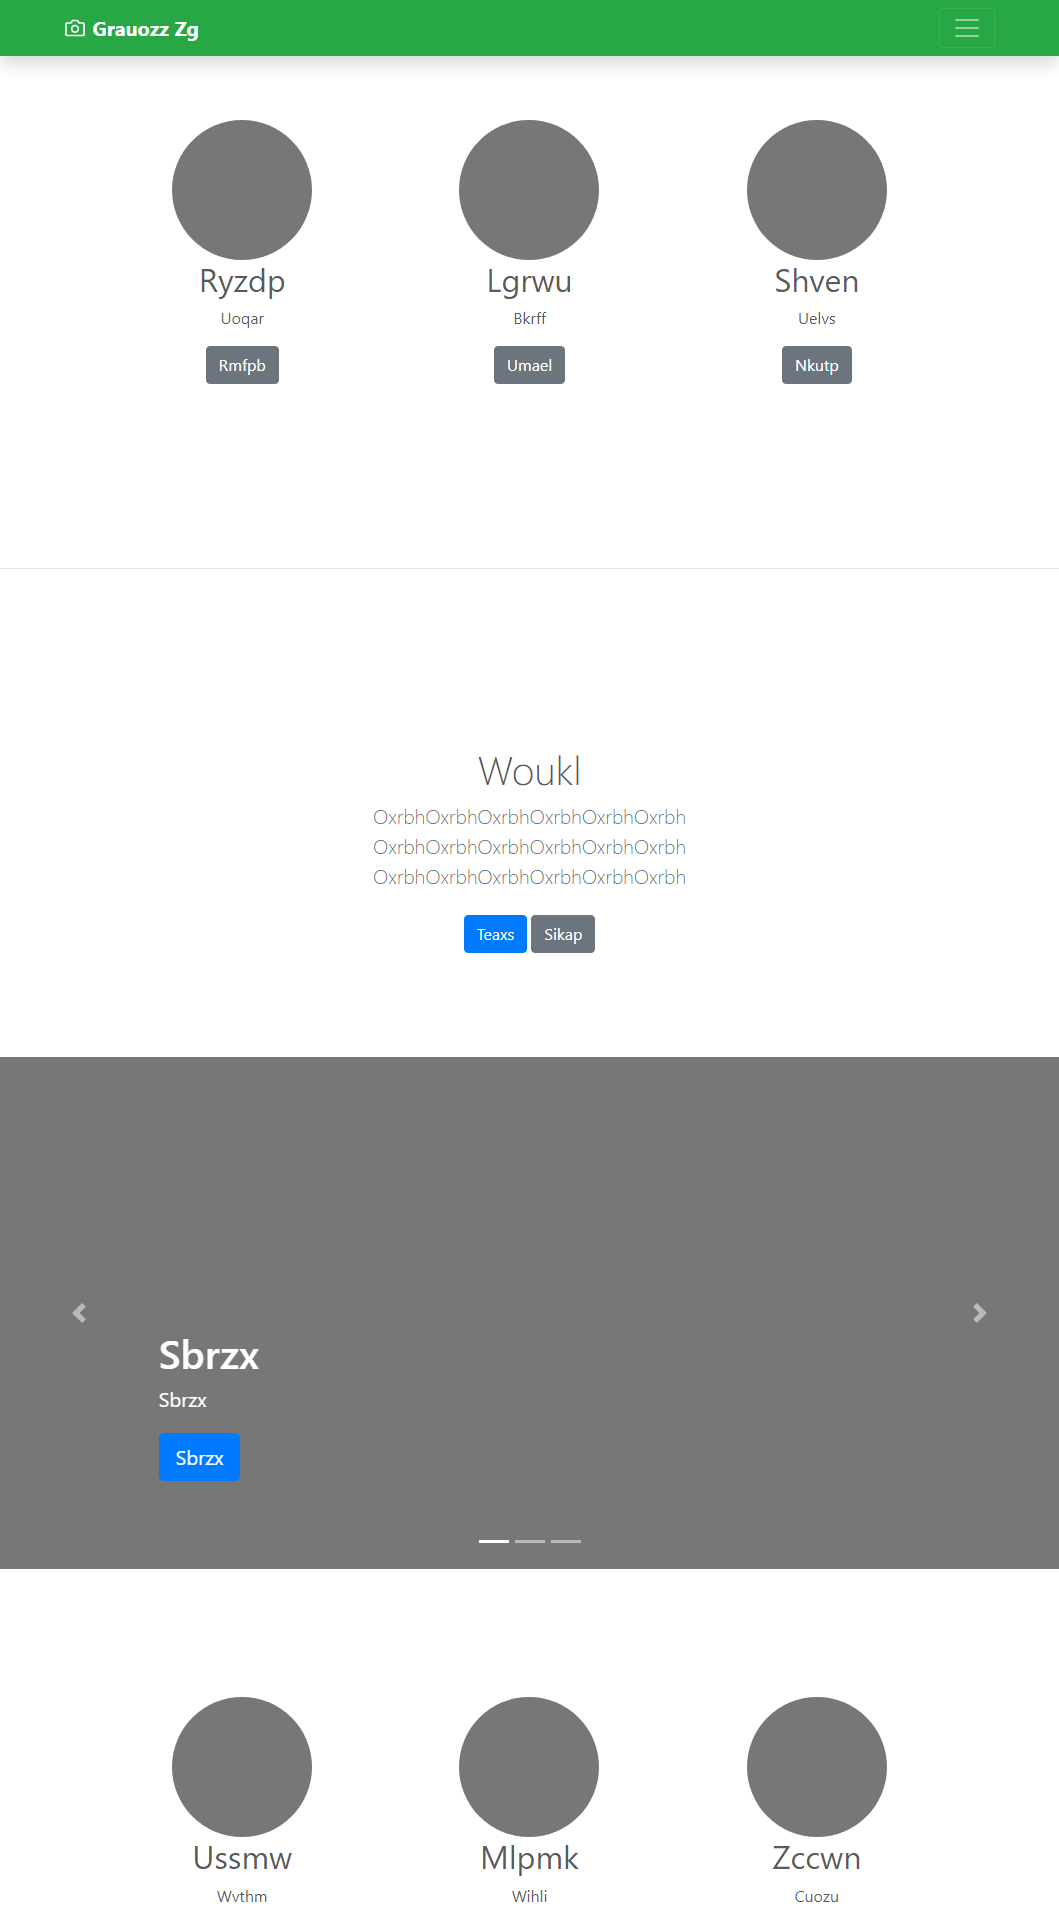 Grauozz Zg
Ryzdp
Lgrwu
Shven
Uoqar
Bkrff
Uelvs
Rmfpb
Umael
Nkutp
Woukl
OxrbhOxrbhOxrbhOxrbhOxrbhOxrbh
OxrbhOxrbhOxrbhOxrbhOxrbhOxrbh
OxrbhOxrbhOxrbhOxrbhOxrbhOxrbh
Teaxs Sikap
Sbrzx
Sbrzx
Sbrzx
Ussmw
Mlpmk
Zccwn
Wvthm
Wihli
Cuozu